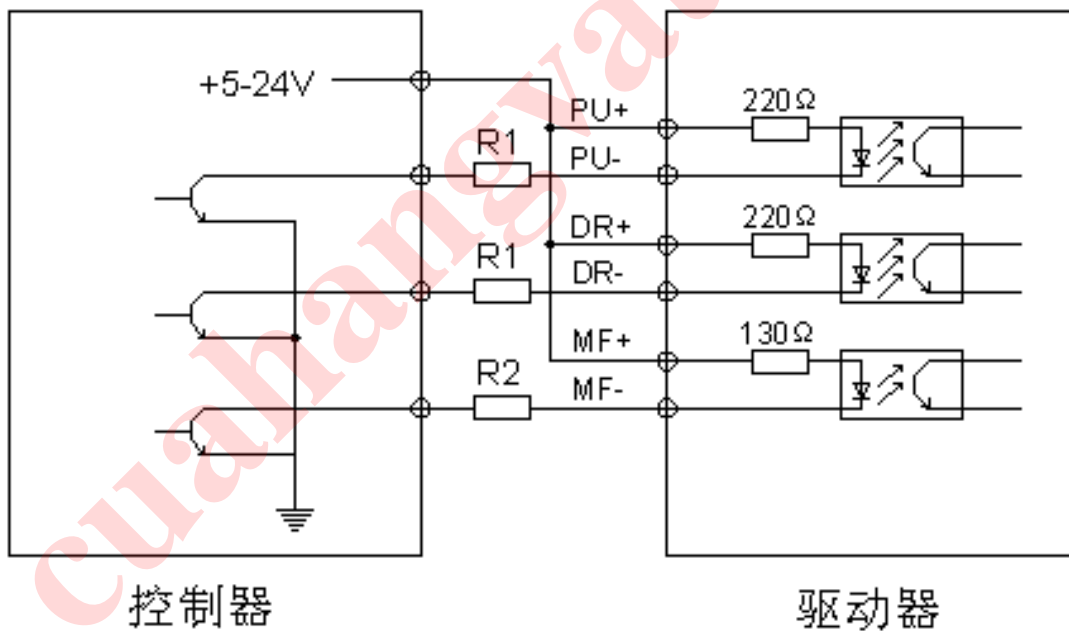 +5-24V
PU+
220Ω
R1
PU-
DR+
220Ω
R1
DR-
MF+
130Ω
R2
MF-
控制器
驱动器
cuahangvat